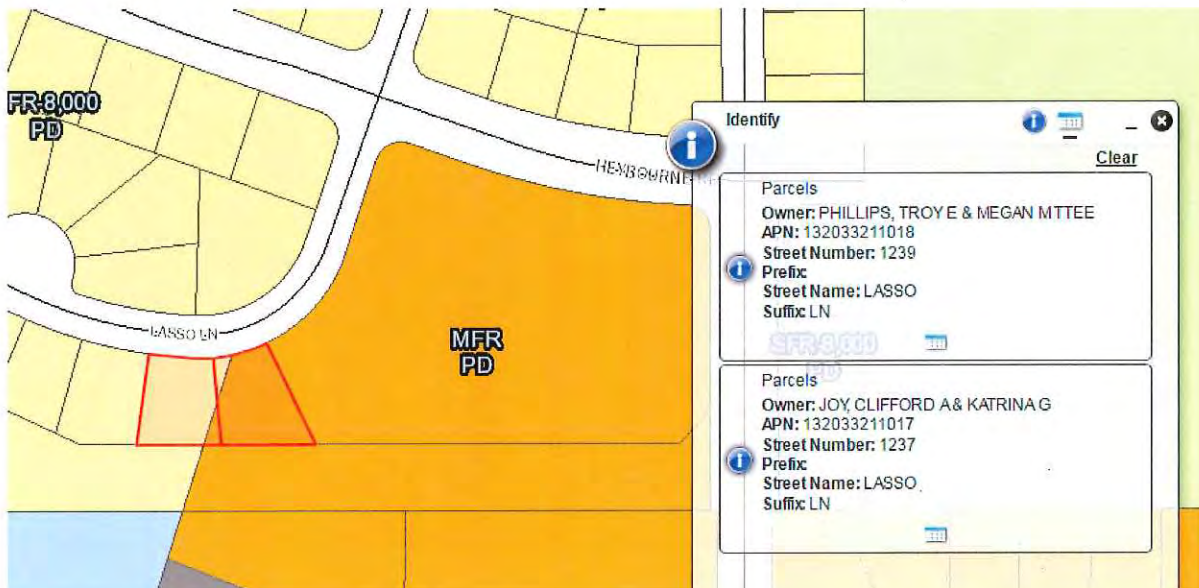 FR-8,000
PD
LASSO LN
MFR
PD
Identify
Clear
Parcels
Owner: PHILLIPS, TROY E & MEGAN M TTEE
APN: 132033211018
Street Number: 1239
Prefix:
Street Name: LASSO
Suffix: LN
SFR-8,000
PD
Parcels
Owner: JOY, CLIFFORD A & KATRINA G
APN: 132033211017
Street Number: 1237
Prefix:
Street Name: LASSO
Suffix: LN